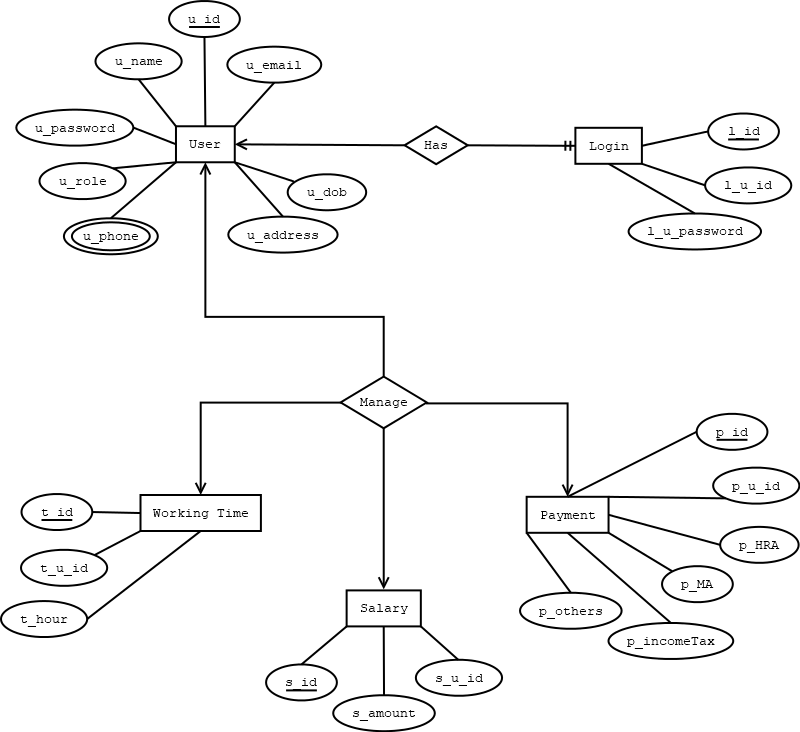 u_id
u_name
u_email
u_password
User
Has
Login
l_id
u_role
u_dob
l_u_id
u_phone
u_address
l_u_password
Manage
p_id
p_u_id
t_id
Working Time
Payment
p_HRA
t_u_id
p_MA
t_hour
Salary
p_others
p_incomeTax
s_id
s_u_id
s_amount